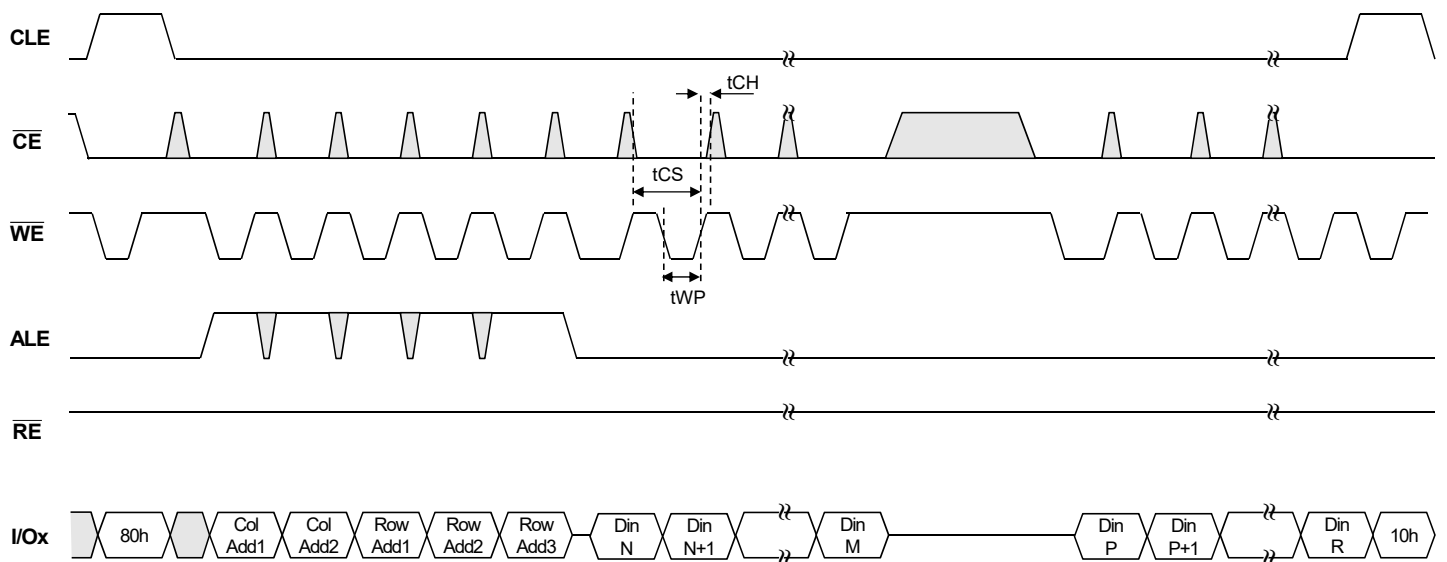 CLE
tCH
CE
tCS
WE
tWP
ALE
RE
I/Ox
80h
Col
Add1
Col
Add2
Row
Add1
Row
Add2
Row
Add3
Din
N
Din
N+1
Din
M
Din
P
Din
P+1
Din
R
10h